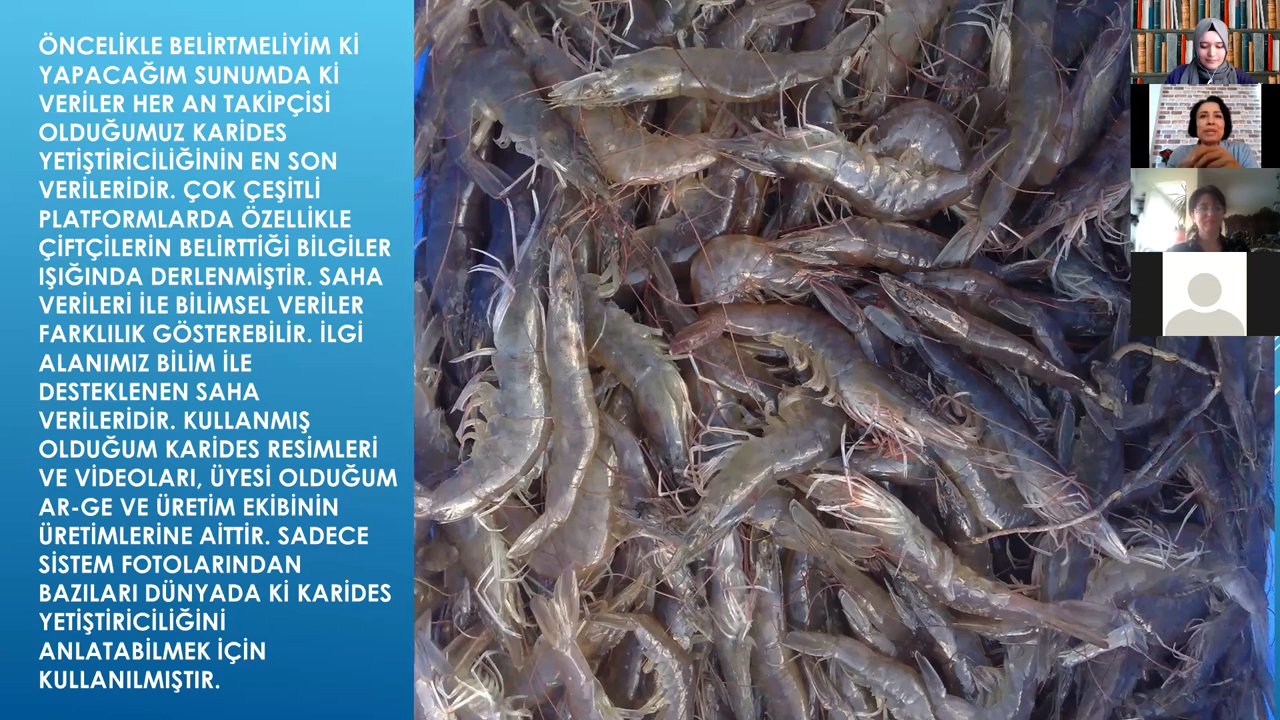 ÖNCELİKLE BELİRTMELİYİM Kİ
YAPACAĞIM SUNUMDA Kİ
VERİLER HER AN TAKİPÇİSİ
OLDUĞUMUZ KARİDES
YETİŞTİRİCİLİĞİNİN EN SON
VERİLERİDİR. ÇOK ÇEŞİTLİ
PLATFORMLARDA ÖZELLİKLE
ÇİFTÇİLERİN BELİRTTİĞİ BİLGİLER
IŞIĞINDA DERLENMİŞTİR. SAHA
VERİLERİ İLE BİLİMSEL VERİLER
FARKLILIK GÖSTEREBİLİR. İLGİ
ALANIMIZ BİLİM İLE
DESTEKLENEN SAHA
VERİLERİDİR. KULLANMIŞ
OLDUĞUM KARİDES RESİMLERİ
VE VİDEOLARI, ÜYESİ OLDUĞUM
AR-GE VE ÜRETİM EKİBİNİN
ÜRETİMLERİNE AİTTİR. SADECE
SİSTEM FOTOLARINDAN
BAZILARI DÜNYADA Kİ KARİDES
YETİŞTİRİCİLİĞİNİ
ANLATABİLMEK İÇİN
KULLANILMIŞTIR.